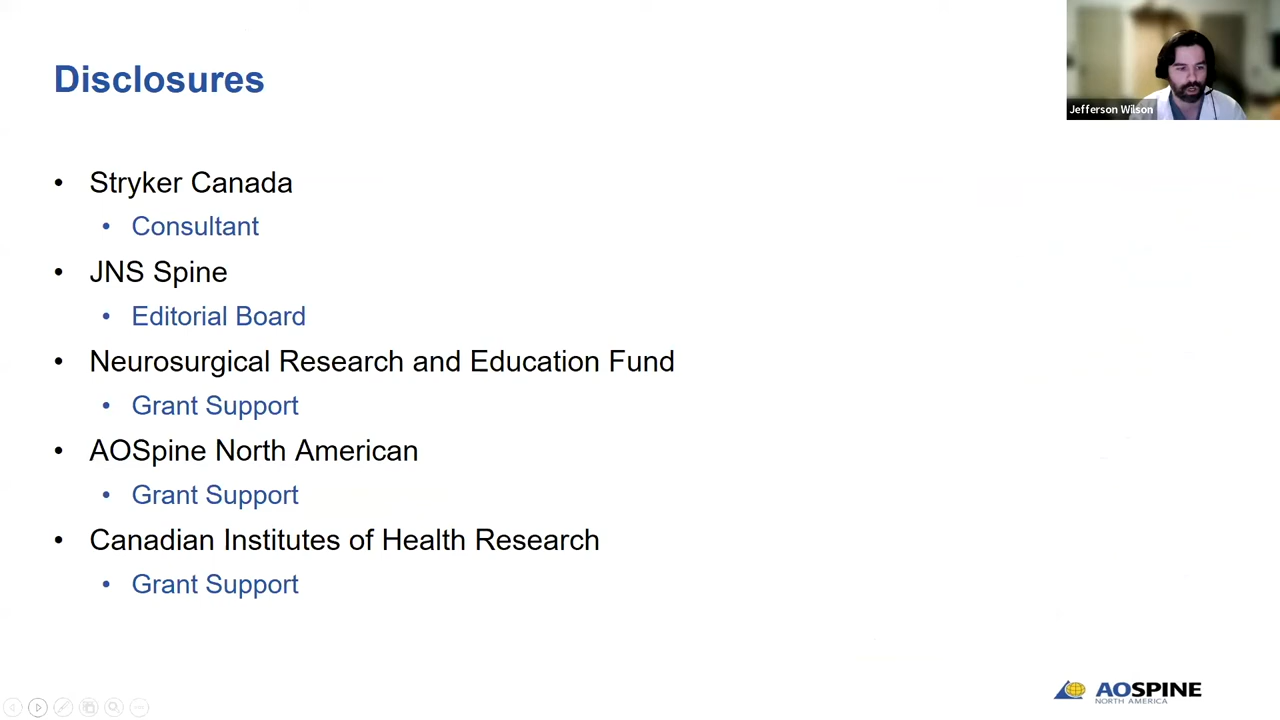 Disclosures
Jefferson Wilson
• Stryker Canada
• Consultant
• JNS Spine
• Editorial Board
• Neurosurgical Research and Education Fund
• Grant Support
• AOSpine North American
• Grant Support
• Canadian Institutes of Health Research
• Grant Support
AOSPINE
NORTH AMERICA